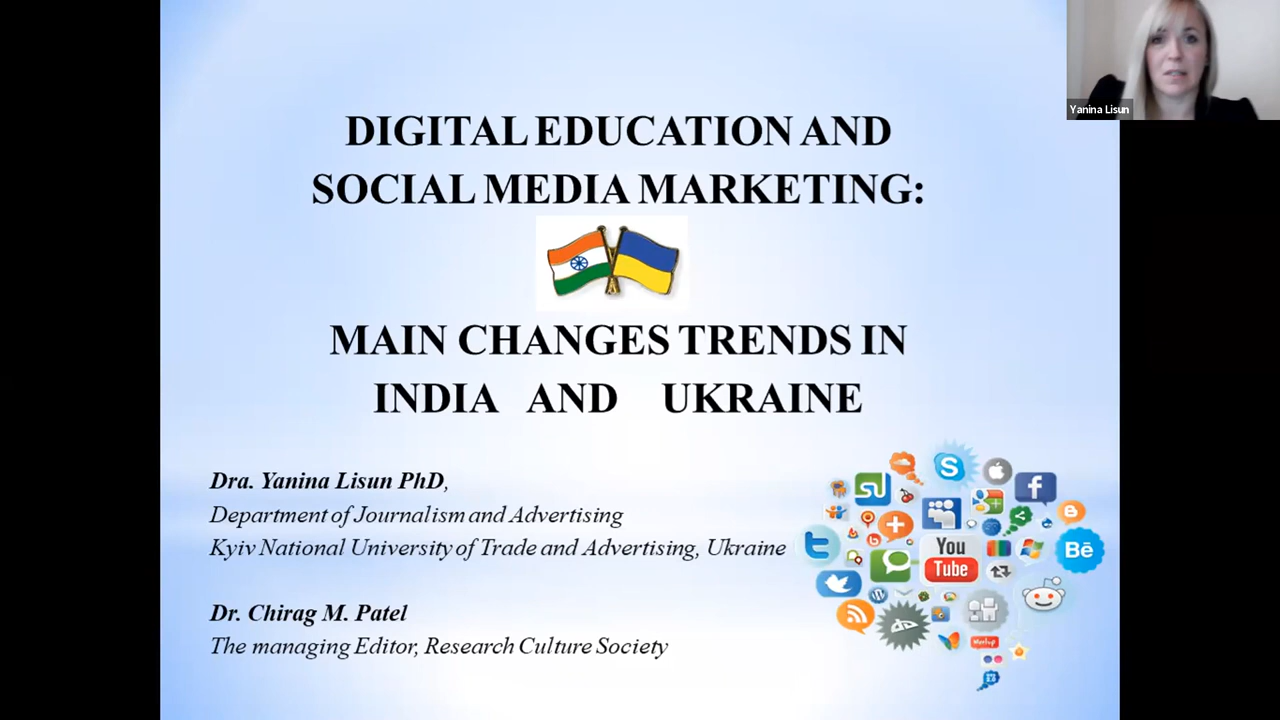 DIGITAL EDUCATION AND
SOCIAL MEDIA MARKETING:
MAIN CHANGES TRENDS IN
INDIA AND UKRAINE
Dra. Yanina Lisun PhD,
Department of Journalism and Advertising
Kyiv National University of Trade and Advertising, Ukraine
Dr. Chirag M. Patel
The managing Editor, Research Culture Society
Yanina Lisun
You
Tube
Bē
Meetup